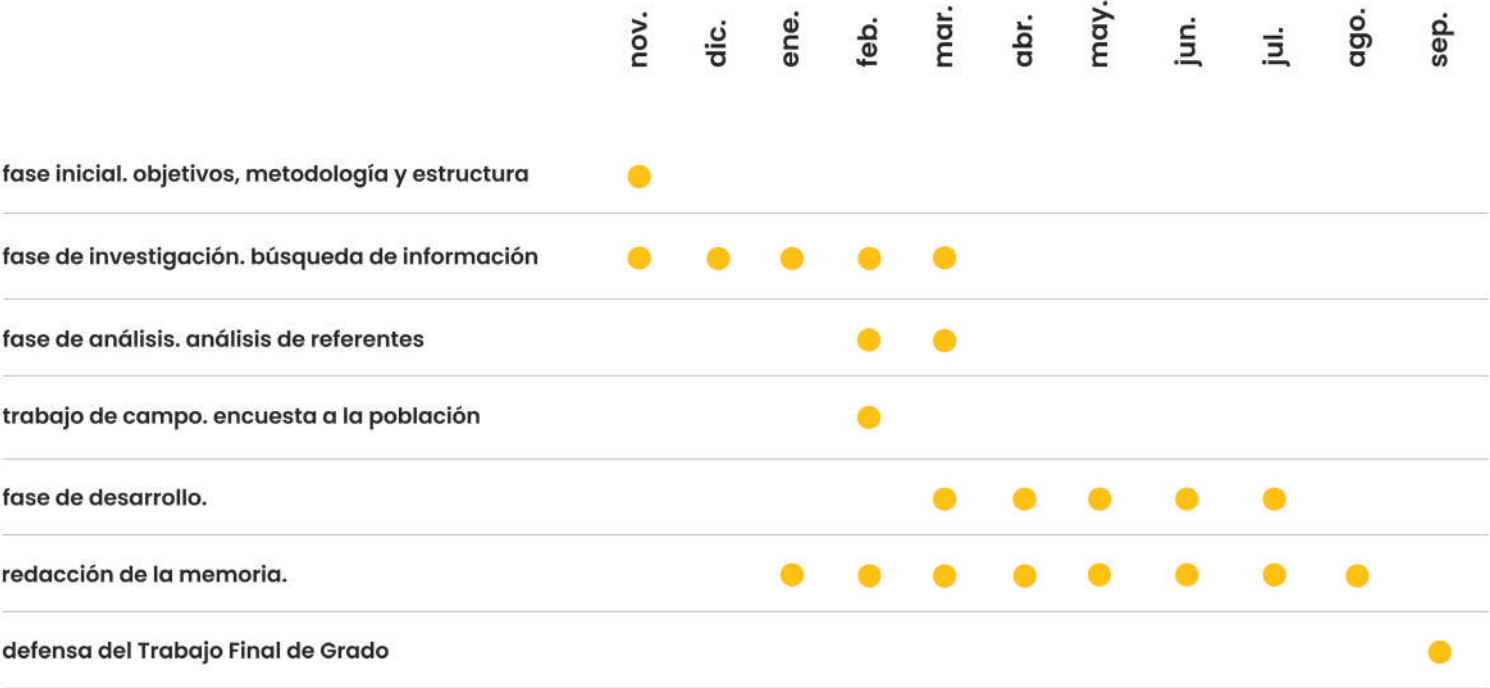 nov. dic. ene. feb. mar. abr. may. jun. jul. ago. sep.
fase inicial. objetivos, metodología y estructura
fase de investigación. búsqueda de información
fase de análisis. análisis de referentes
trabajo de campo. encuesta a la población
fase de desarrollo.
redacción de la memoria.
defensa del Trabajo Final de Grado